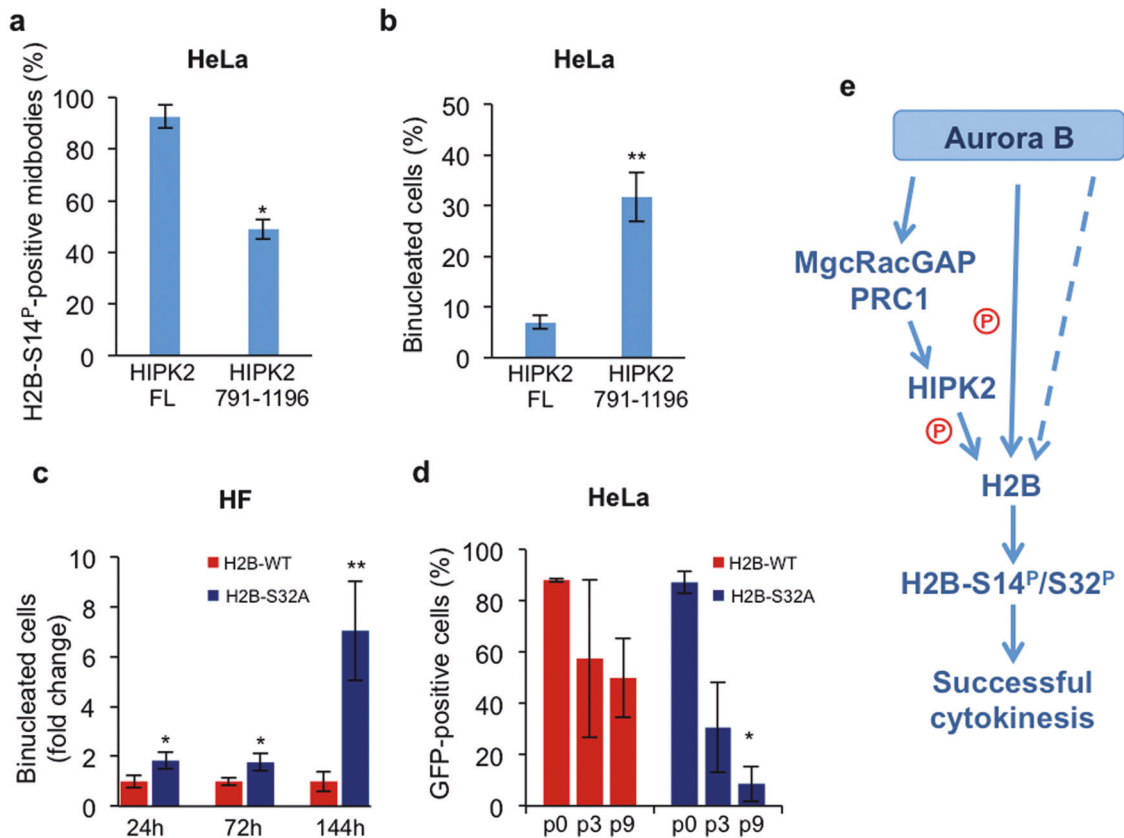 a
HeLa
H2B-S14ᴾ-positive midbodies (%)
100
80
60
40
20
0
*
HIPK2
FL
HIPK2
791-1196
b
HeLa
Binucleated cells (%)
50
40
30
20
10
0
**
HIPK2
FL
HIPK2
791-1196
c
HF
Binucleated cells
(fold change)
10
8
6
4
2
0
H2B-WT
H2B-S32A
*
*
**
24h
72h
144h
d
HeLa
GFP-positive cells (%)
100
80
60
40
20
0
H2B-WT
H2B-S32A
*
p0 p3 p9
p0 p3 p9
e
Aurora B
MgcRacGAP
PRC1
P
HIPK2
P
H2B
H2B-S14ᴾ/S32ᴾ
Successful
cytokinesis